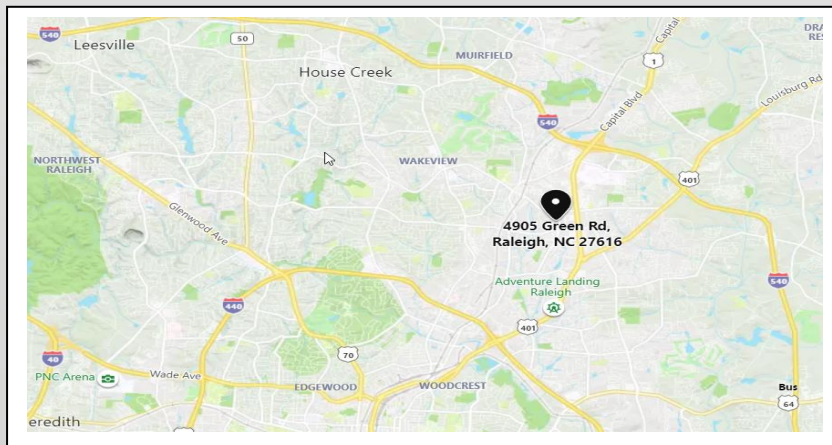 540
Leesville
50
House Creek
MUIRFIELD
Capital
1
Louisburg Rd
Capital Blvd
540
NORTHWEST
RALEIGH
WAKEVIEW
401
Glenwood Ave
4905 Green Rd,
Raleigh, NC 27616
Adventure Landing
Raleigh
540
440
401
70
40
PNC Arena
Wade Ave
EDGEWOOD
WOODCREST
Bus
64
eredith